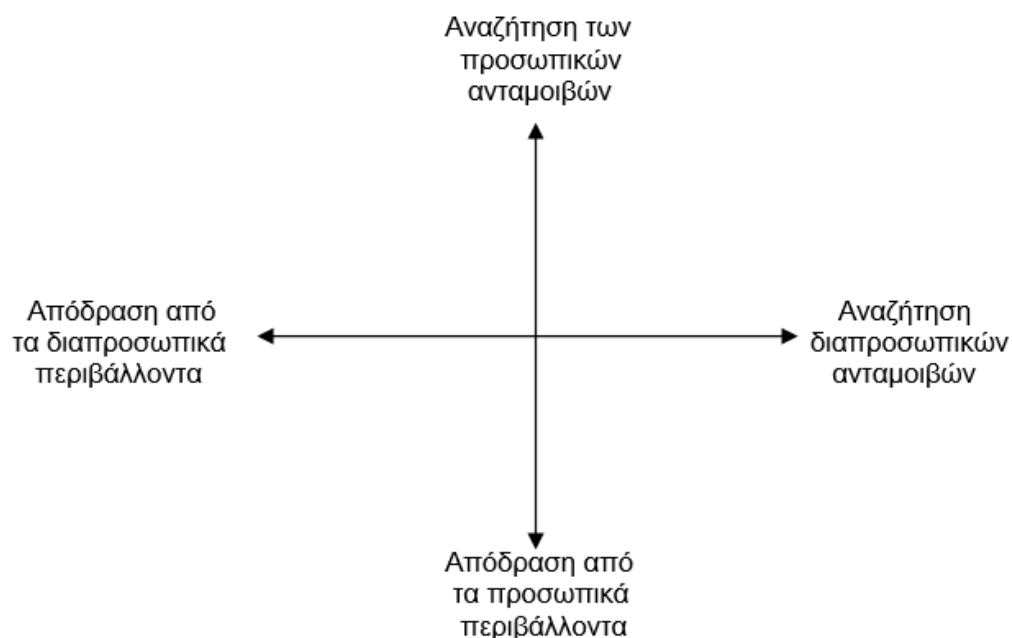 Αναζήτηση των
προσωπικών
ανταμοιβών
Απόδραση από
τα διαπροσωπικά
περιβάλλοντα
Αναζήτηση
διαπροσωπικών
ανταμοιβών
Απόδραση από
τα προσωπικά
περιβάλλοντα